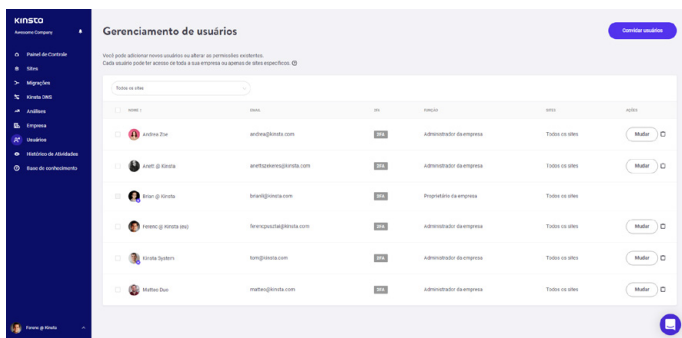 KINSTA
Awesome Company
Painel de Controle
Sites
Migrações
Kinsta DNS
Análises
Empresa
Usuários
Histórico de Atividades
Base do conhecimento
Ferenc @ Kinsta
Gerenciamento de usuários
Convidar usuários
Você pode adicionar novos usuários ou alterar as permissões existentes.
Cada usuário pode ter acesso de toda a sua empresa ou apenas de sites específicos.
Todos os sites
NOME EMAIL 2FA FUNÇÃO SITES AÇÕES
Andrea Zoe andrea@kinsta.com 2FA Administrador da empresa Todos os sites Mudar
Anett @ Kinsta anettszekeres@kinsta.com 2FA Administrador da empresa Todos os sites Mudar
Brian @ Kinsta brianli@kinsta.com 2FA Proprietário da empresa Todos os sites
Ferenc @ Kinsta 2FA Administrador da empresa Todos os sites Mudar
Kinsta System tom@kinsta.com 2FA Administrador da empresa Todos os sites Mudar
Matteo Duò matteo@kinsta.com 2FA Administrador da empresa Todos os sites Mudar